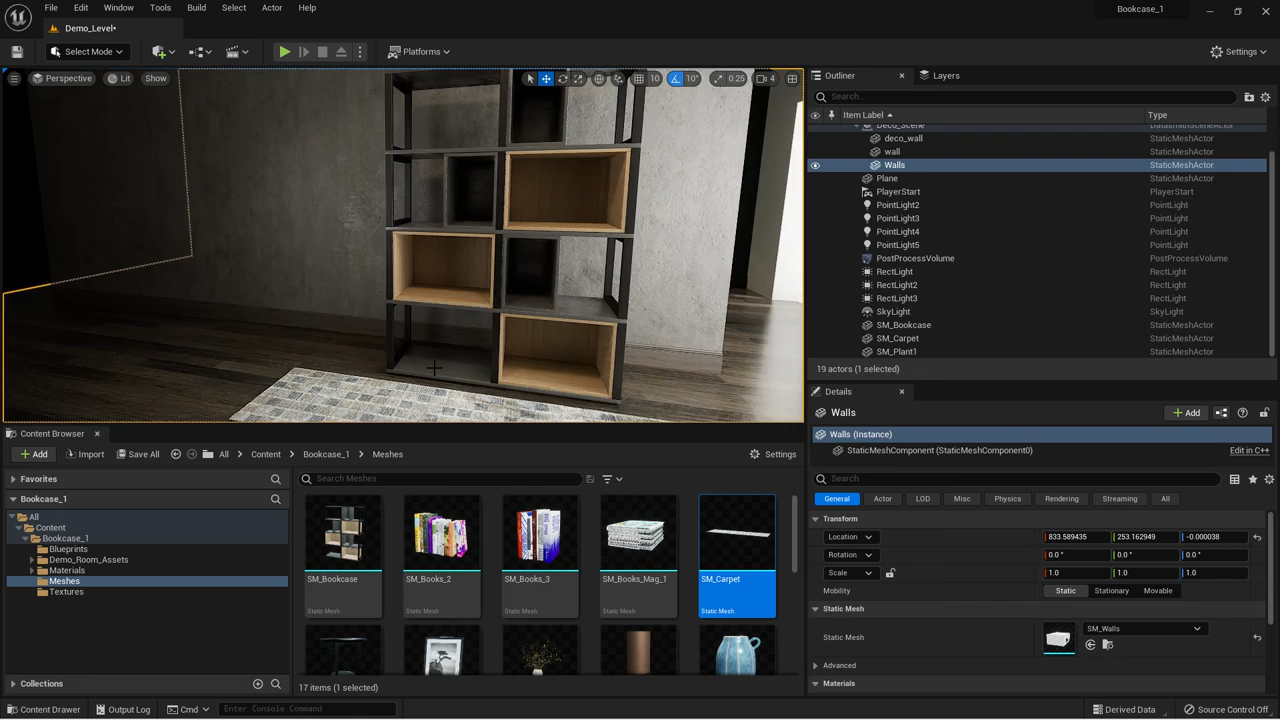 File Edit Window Tools Build Select Actor Help
Bookcase_1
Demo_Level*
Select Mode
Platforms
Settings
Perspective Lit Show
10 10° 0.25 4
Outliner Layers
Search...
Item Label Type
Deco_Scene DatasmithSceneActor
deco_wall StaticMeshActor
wall StaticMeshActor
Walls StaticMeshActor
Plane StaticMeshActor
PlayerStart PlayerStart
PointLight2 PointLight
PointLight3 PointLight
PointLight4 PointLight
PointLight5 PointLight
PostProcessVolume PostProcessVolume
RectLight RectLight
RectLight2 RectLight
RectLight3 RectLight
SkyLight SkyLight
SM_Bookcase StaticMeshActor
SM_Carpet StaticMeshActor
SM_Plant1 StaticMeshActor
19 actors (1 selected)
Details
Walls
Add
Walls (Instance)
StaticMeshComponent (StaticMeshComponent0) Edit in C++
Search
General Actor LOD Misc Physics Rendering Streaming All
Transform
Location 833.589435 253.162949 -0.000038
Rotation 0.0 ° 0.0 ° 0.0 °
Scale 1.0 1.0 1.0
Mobility Static Stationary Movable
Static Mesh
Static Mesh SM_Walls
Advanced
Materials
Content Browser
Add Import Save All All Content Bookcase_1 Meshes Settings
Favorites
Bookcase_1
All
Content
Bookcase_1
Blueprints
Demo_Room_Assets
Materials
Meshes
Textures
Collections
Search Meshes
SM_Bookcase SM_Books_2 SM_Books_3 SM_Books_Mag_1 SM_Carpet
Static Mesh Static Mesh Static Mesh Static Mesh Static Mesh
17 items (1 selected)
Content Drawer Output Log Cmd Enter Console Command Derived Data Source Control Off